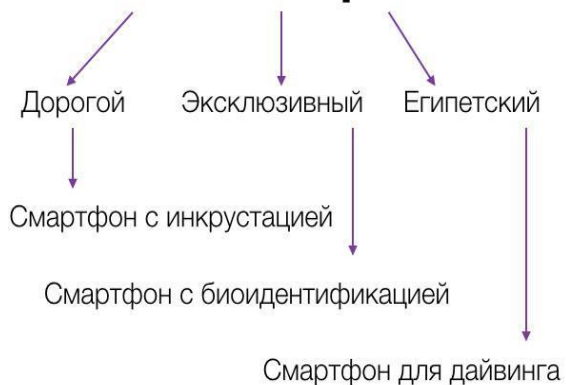 Дорогой Эксклюзивный Египетский
Смартфон с инкрустацией
Смартфон с биоидентификацией
Смартфон для дайвинга